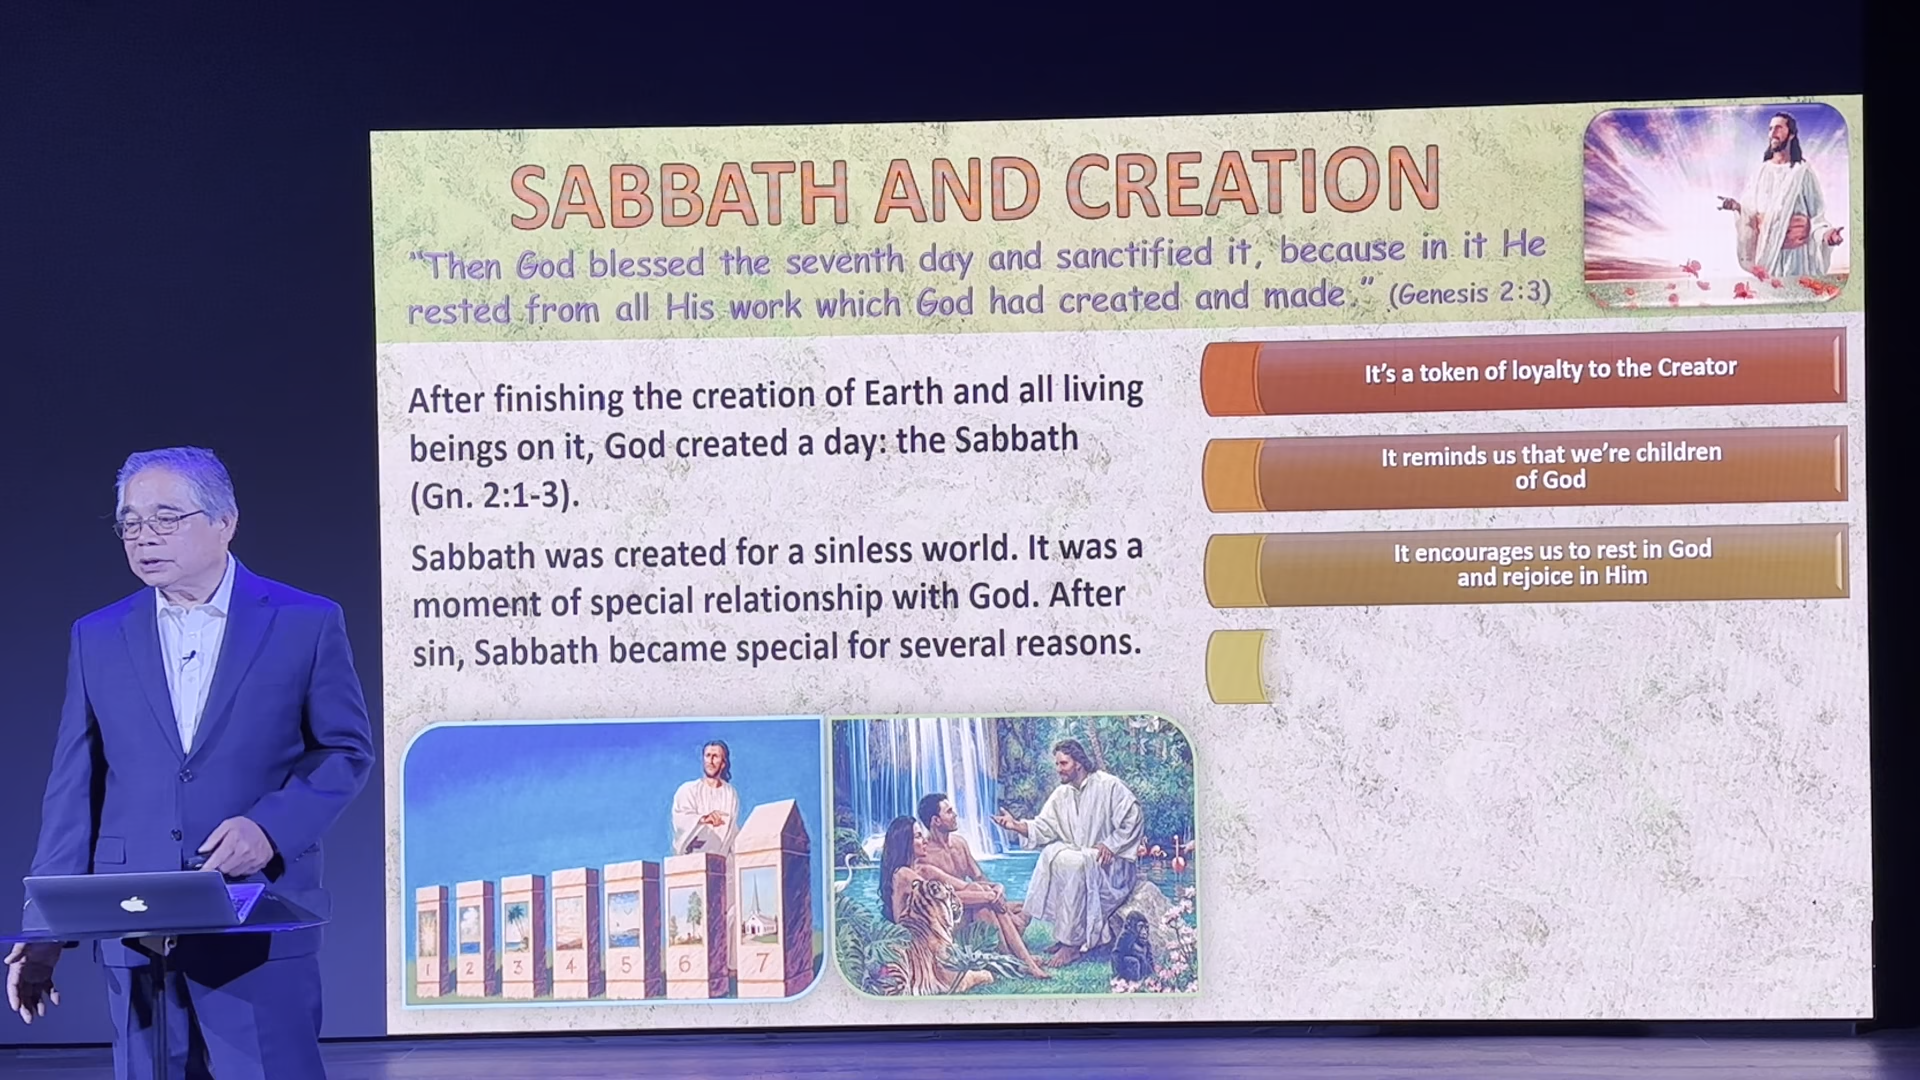 SABBATH AND CREATION
“Then God blessed the seventh day and sanctified it, because in it He
rested from all His work which God had created and made.” (Genesis 2:3)
After finishing the creation of Earth and all living
beings on it, God created a day: the Sabbath
(Gn. 2:1-3).
Sabbath was created for a sinless world. It was a
moment of special relationship with God. After
sin, Sabbath became special for several reasons.
It’s a token of loyalty to the Creator
It reminds us that we’re children
of God
It encourages us to rest in God
and rejoice in Him
1 2 3 4 5 6 7